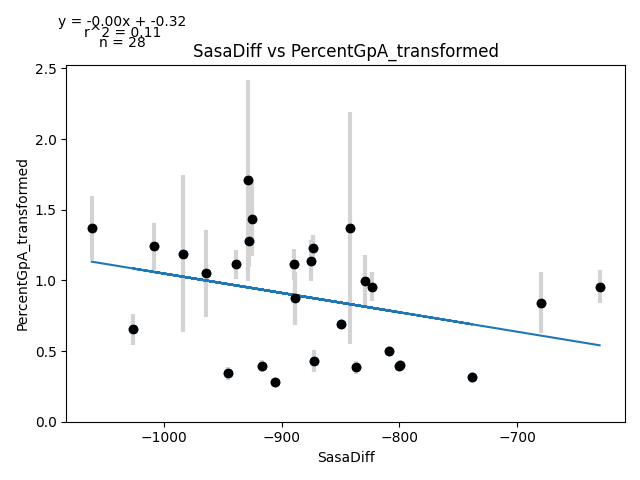 y = -0.00x + -0.32
r^2 = 0.11
n = 28
SasaDiff vs PercentGpA_transformed
2.5
2.0
1.5
1.0
0.5
0.0
PercentGpA_transformed
−1000
−900
−800
−700
SasaDiff